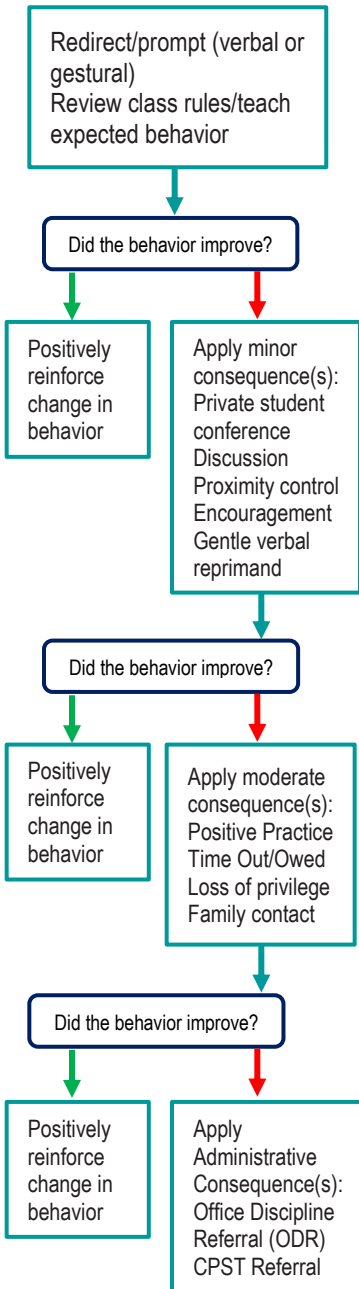 Redirect/prompt (verbal or
gestural)
Review class rules/teach
expected behavior
Did the behavior improve?
Positively
reinforce
change in
behavior
Apply minor
consequence(s):
Private student
conference
Discussion
Proximity control
Encouragement
Gentle verbal
reprimand
Did the behavior improve?
Positively
reinforce
change in
behavior
Apply moderate
consequence(s):
Positive Practice
Time Out/Owed
Loss of privilege
Family contact
Did the behavior improve?
Positively
reinforce
change in
behavior
Apply
Administrative
Consequence(s):
Office Discipline
Referral (ODR)
CPST Referral